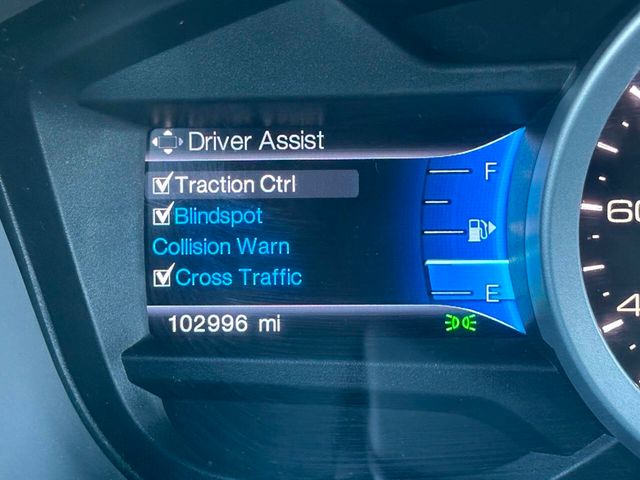 Driver Assist
Traction Ctrl
Blindspot
Collision Warn
Cross Traffic
102996 mi
F
E